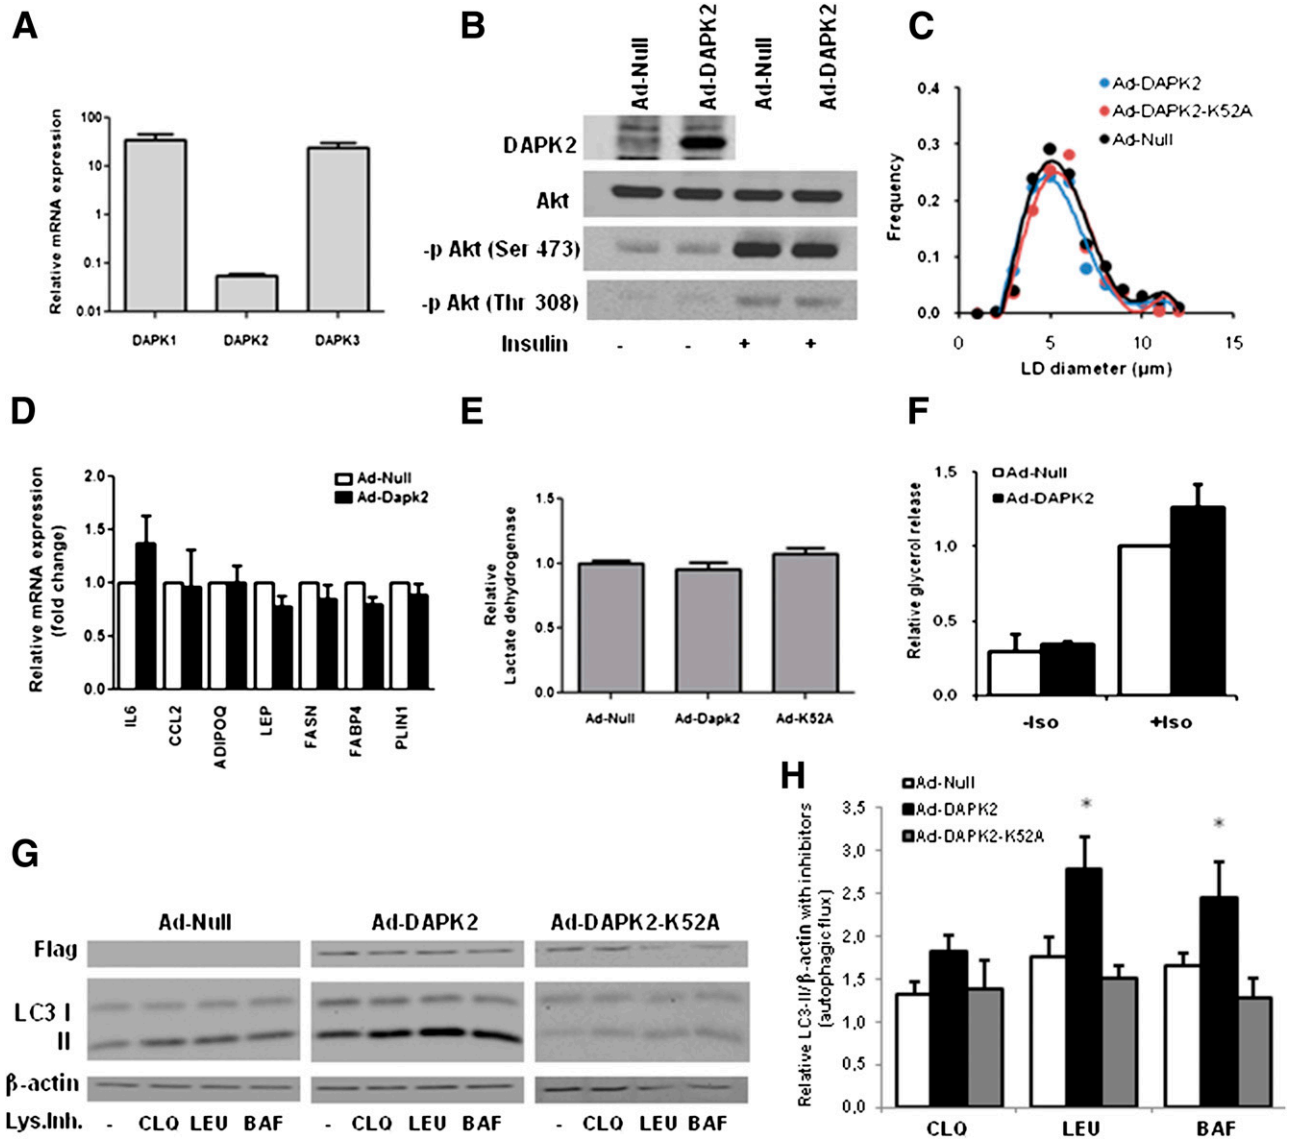 A
Relative mRNA expression
100
10
1
0.1
0.01
DAPK1 DAPK2 DAPK3
B
Ad-Null
Ad-DAPK2
Ad-Null
Ad-DAPK2
DAPK2
Akt
-p Akt (Ser 473)
-p Akt (Thr 308)
Insulin - - + +
C
Ad-DAPK2
Ad-DAPK2-K52A
Ad-Null
Frequency
0.4
0.3
0.2
0.1
0.0
0 5 10 15
LD diameter (µm)
D
Relative mRNA expression
(fold change)
2.0
1.5
1.0
0.5
0.0
Ad-Null
Ad-Dapk2
IL6
CCL2
ADIPOQ
LEP
FASN
FABP4
PLIN1
E
Relative
Lactate dehydrogenase
1.5
1.0
0.5
0.0
Ad-Null Ad-Dapk2 Ad-K52A
F
Relative glycerol release
1.5
1.0
0.5
0.0
Ad-Null
Ad-DAPK2
-Iso +Iso
G
Ad-Null Ad-DAPK2 Ad-DAPK2-K52A
Flag
LC3 I
II
β-actin
Lys.Inh. - CLQ LEU BAF - CLQ LEU BAF - CLQ LEU BAF
H
Ad-Null
Ad-DAPK2
Ad-DAPK2-K52A
Relative LC3-II/β-actin with inhibitors
(autophagic flux)
3,5
3,0
2,5
2,0
1,5
1,0
0,5
0,0
* *
CLQ LEU BAF